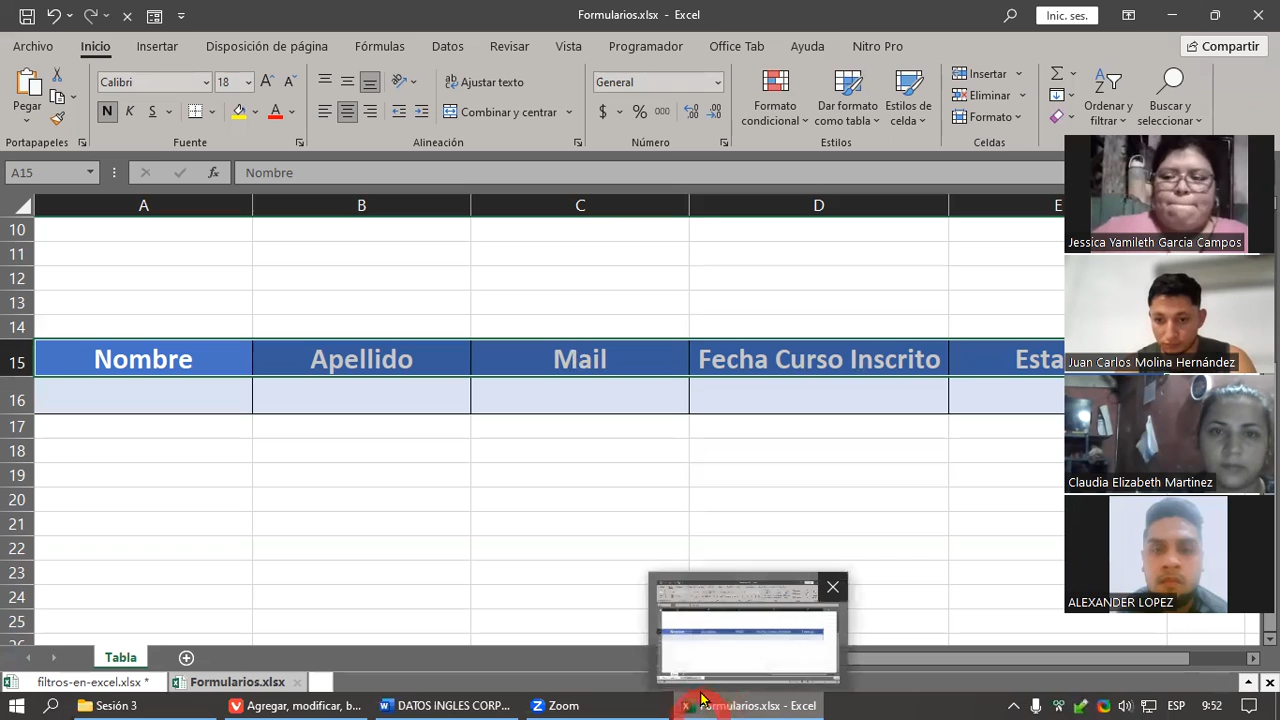 Formularios.xlsx - Excel
Inic. ses.
Archivo Inicio Insertar Disposición de página Fórmulas Datos Revisar Vista Programador Office Tab Ayuda Nitro Pro Compartir
Pegar
Calibri 18
N K S
Ajustar texto
Combinar y centrar
General
$ % 000
Formato condicional
Dar formato como tabla
Estilos de celda
Insertar
Eliminar
Formato
Ordenar y filtrar
Buscar y seleccionar
Portapapeles Fuente Alineación Número Estilos Celdas
A15 fx Nombre
A B C D E
10
11
12
13
14
15 Nombre Apellido Mail Fecha Curso Inscrito Esta
16
17
18
19
20
21
22
23
24
25
26
Jessica Yamileth Garcia Campos
Juan Carlos Molina Hernández
Claudia Elizabeth Martinez
ALEXANDER LOPEZ
Tabla
filtros-en-excel.xlsx * Formularios.xlsx
Sesión 3 Agregar, modificar, b... DATOS INGLES CORP... Zoom Formularios.xlsx - Excel ESP 9:52